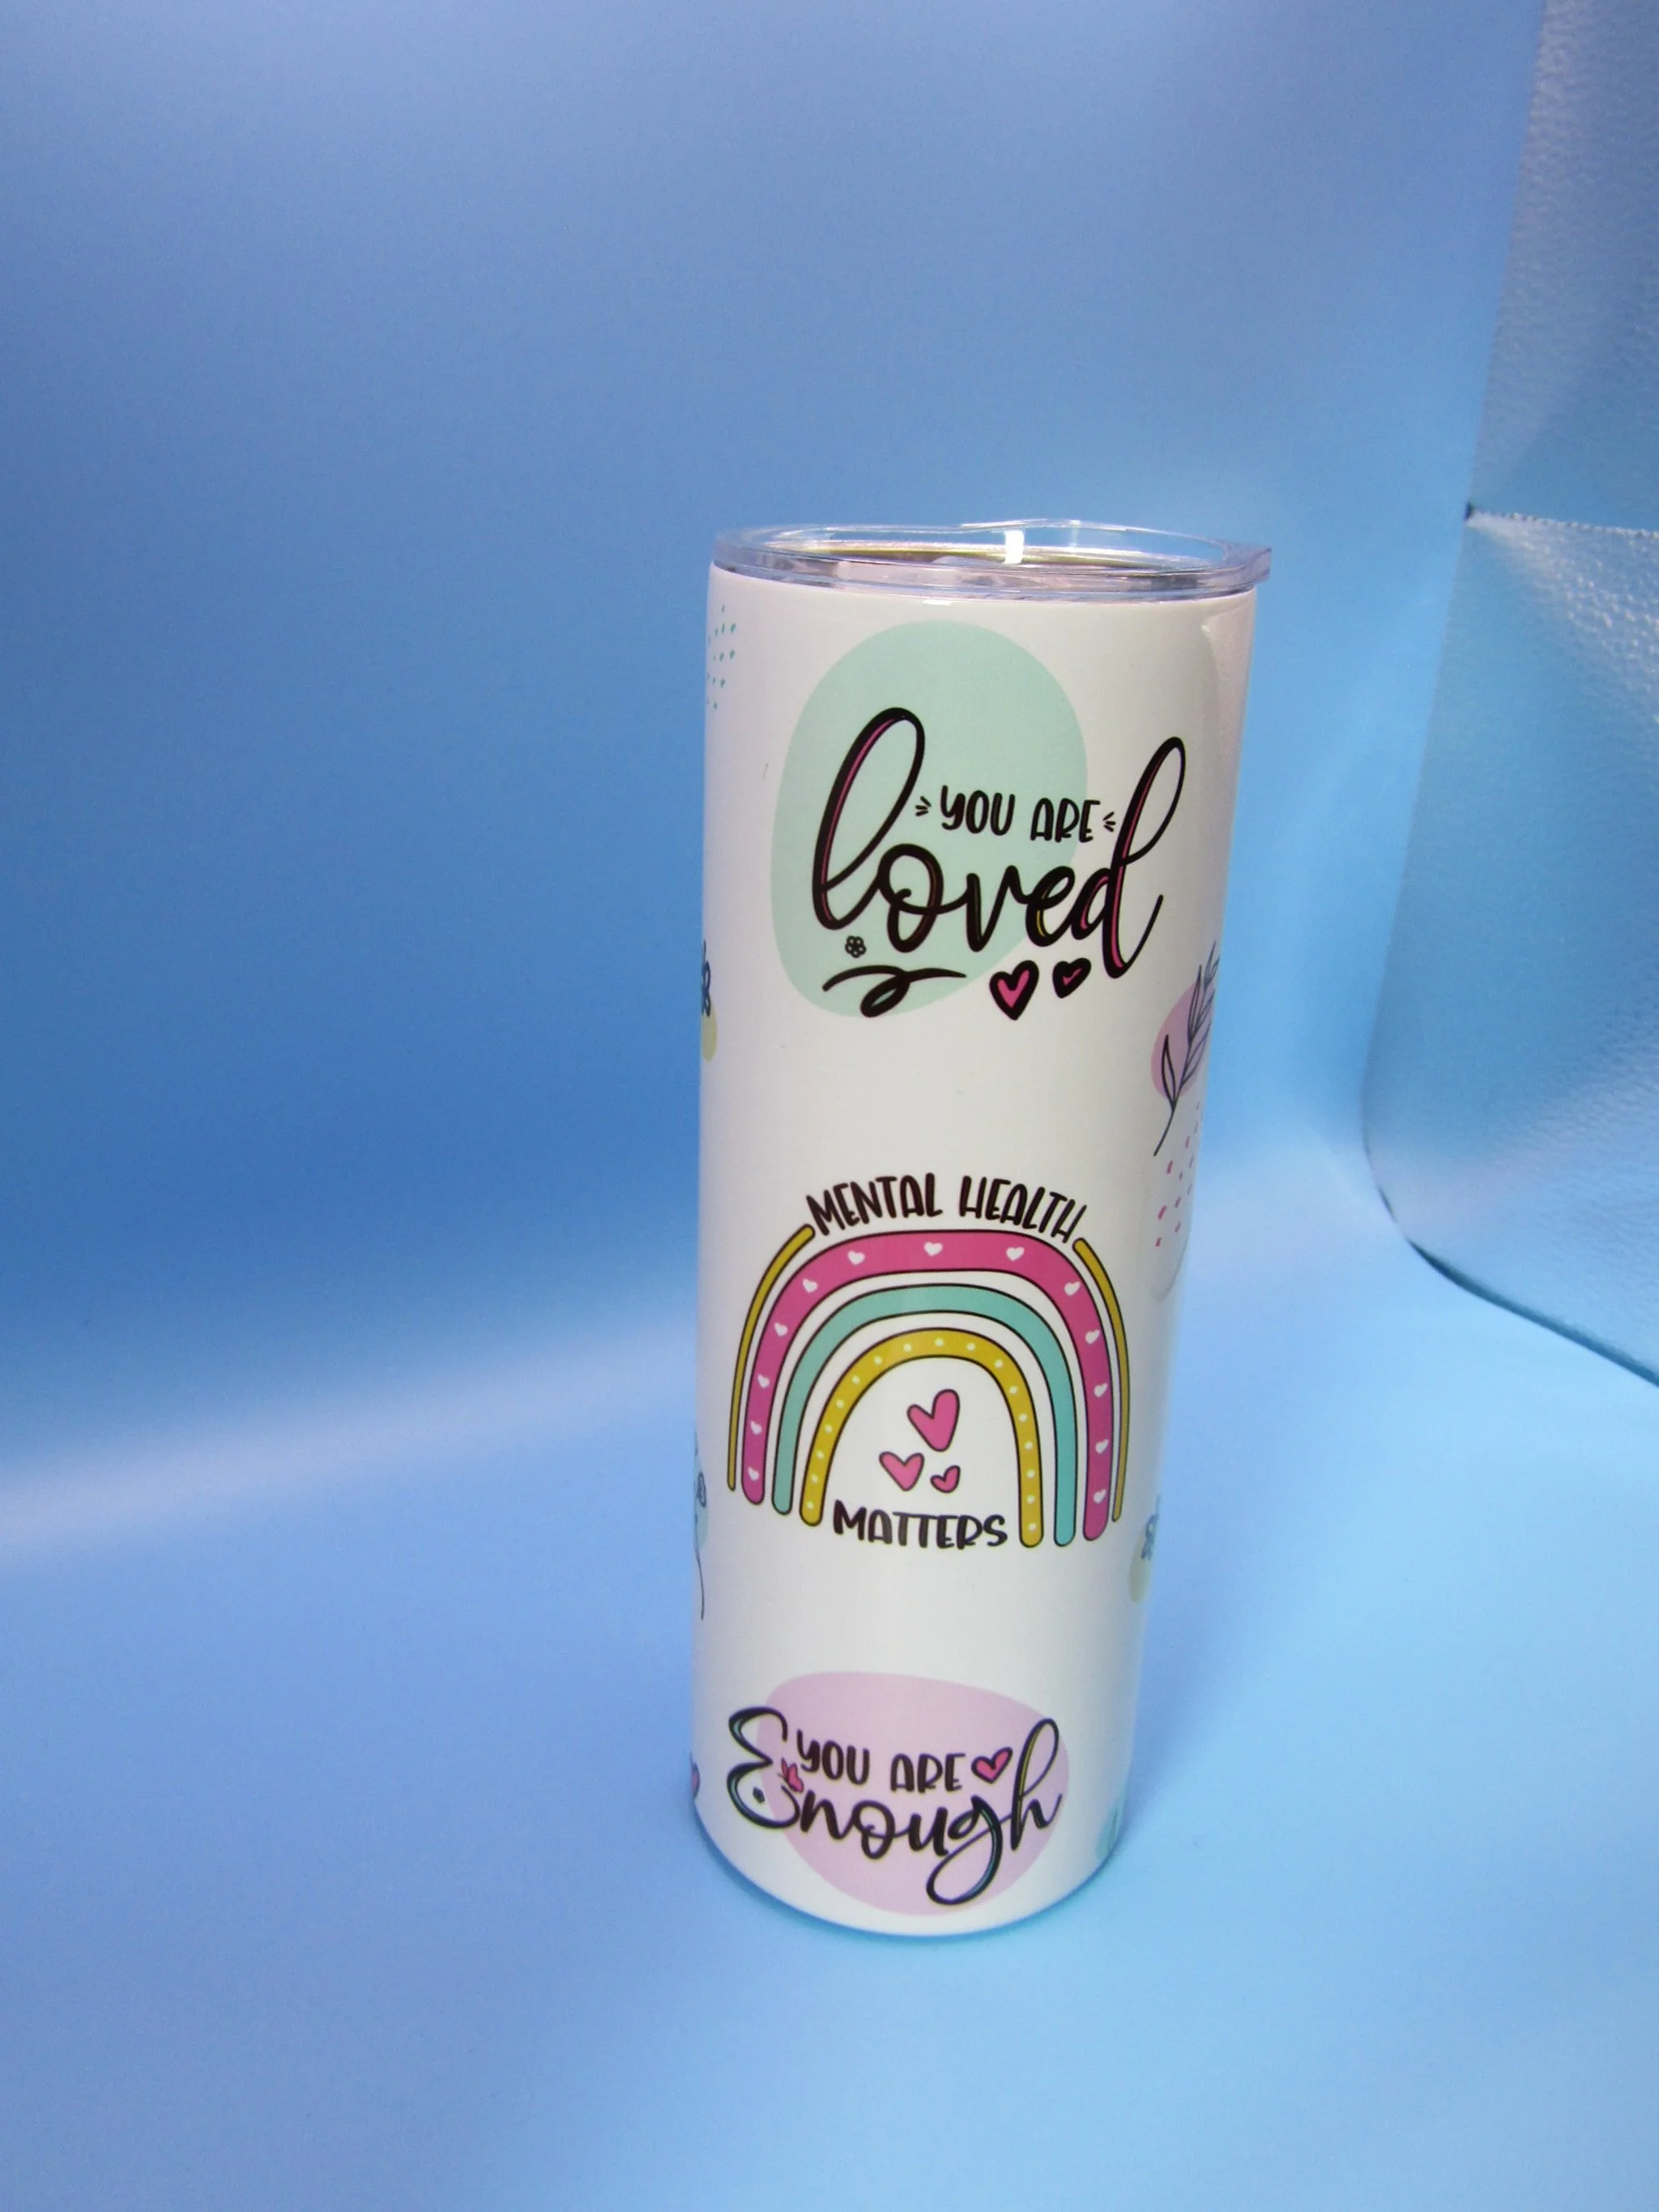 YOU ARE
loved
MENTAL HEALTH
MATTERS
YOU ARE
Enough